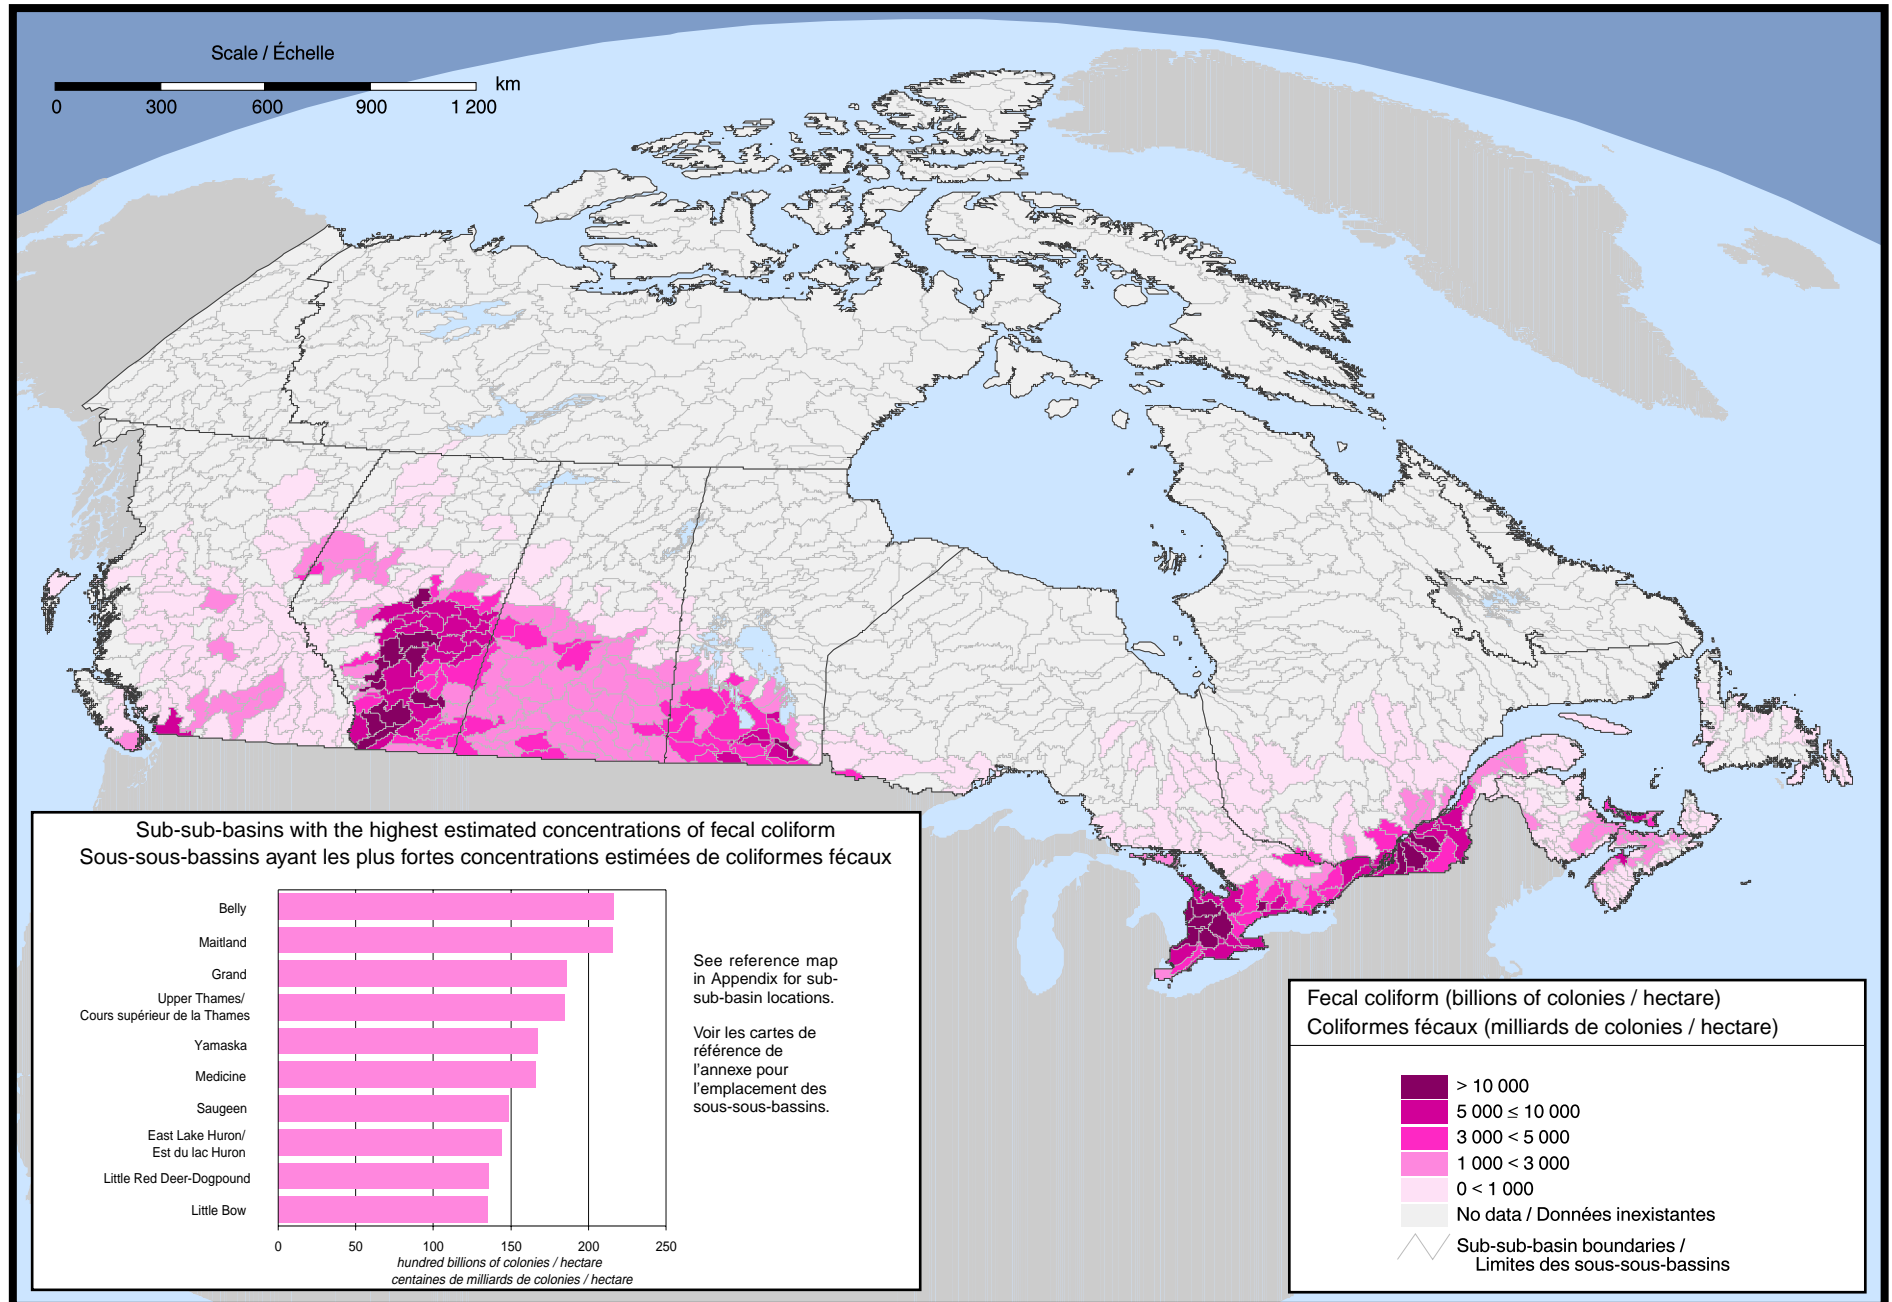 Scale / Échelle
km
0 300 600 900 1 200
Sub-sub-basins with the highest estimated concentrations of fecal coliform
Sous-sous-bassins ayant les plus fortes concentrations estimées de coliformes fécaux
Belly
Maitland
Grand
Upper Thames/
Cours supérieur de la Thames
Yamaska
Medicine
Saugeen
East Lake Huron/
Est du lac Huron
Little Red Deer-Dogpound
Little Bow
0 50 100 150 200 250
hundred billions of colonies / hectare
centaines de milliards de colonies / hectare
See reference map
in Appendix for sub-
sub-basin locations.
Voir les cartes de
référence de
l'annexe pour
l'emplacement des
sous-sous-bassins.
Fecal coliform (billions of colonies / hectare)
Coliformes fécaux (milliards de colonies / hectare)
> 10 000
5 000 ≤ 10 000
3 000 < 5 000
1 000 < 3 000
0 < 1 000
No data / Données inexistantes
Sub-sub-basin boundaries /
Limites des sous-sous-bassins